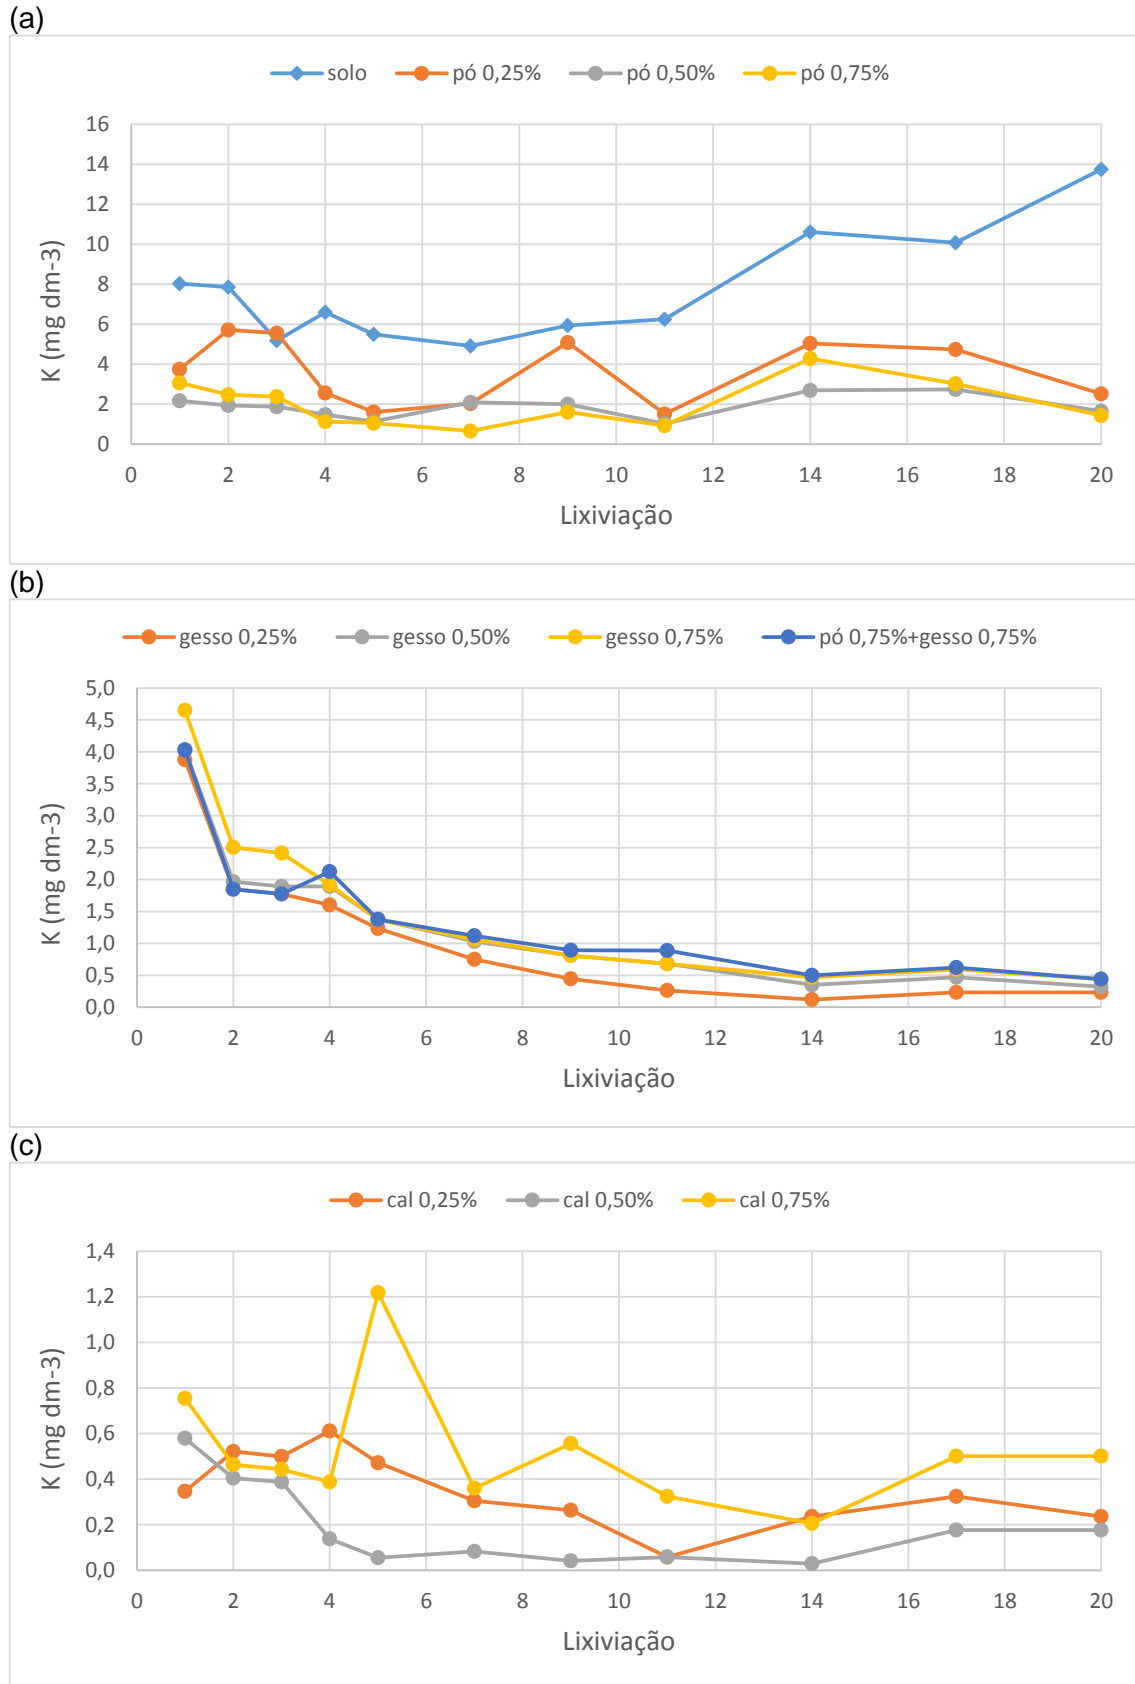 (a)
solo pó 0,25% pó 0,50% pó 0,75%
16
14
12
10
8
6
4
2
0
K (mg dm-3)
0 2 4 6 8 10 12 14 16 18 20
Lixiviação
(b)
gesso 0,25% gesso 0,50% gesso 0,75% pó 0,75%+gesso 0,75%
5,0
4,5
4,0
3,5
3,0
2,5
2,0
1,5
1,0
0,5
0,0
K (mg dm-3)
0 2 4 6 8 10 12 14 16 18 20
Lixiviação
(c)
cal 0,25% cal 0,50% cal 0,75%
1,4
1,2
1,0
0,8
0,6
0,4
0,2
0,0
K (mg dm-3)
0 2 4 6 8 10 12 14 16 18 20
Lixiviação